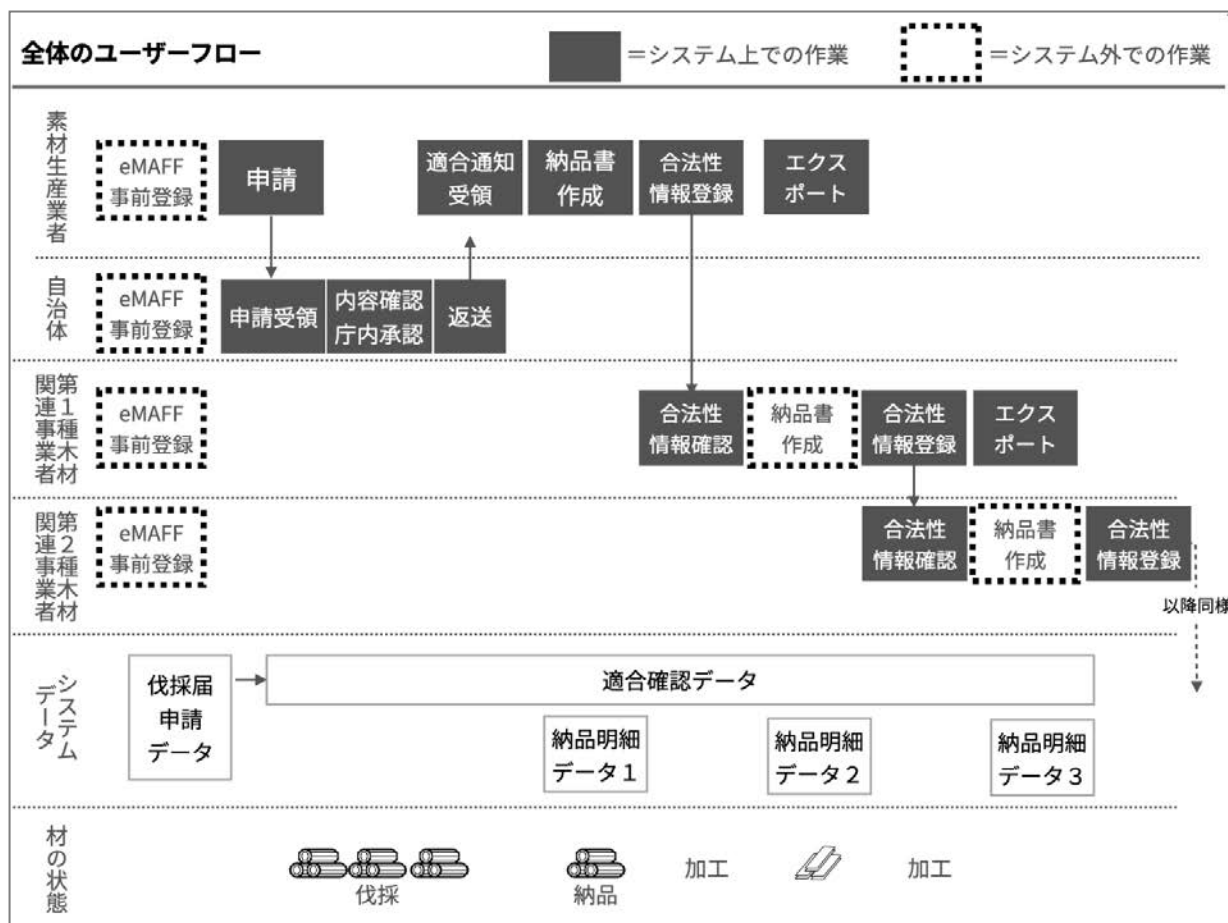 全体のユーザーフロー
＝システム上での作業
＝システム外での作業
素材生産業者
eMAFF
事前登録
申請
適合通知
受領
納品書
作成
合法性
情報登録
エクス
ポート
自治体
eMAFF
事前登録
申請受領
内容確認
庁内承認
返送
第１種木材
関連事業者
eMAFF
事前登録
合法性
情報確認
納品書
作成
合法性
情報登録
エクス
ポート
第２種木材
関連事業者
eMAFF
事前登録
合法性
情報確認
納品書
作成
合法性
情報登録
以降同様
システム
データ
伐採届
申請
データ
適合確認データ
納品明細
データ１
納品明細
データ２
納品明細
データ３
材の状態
伐採
納品
加工
加工